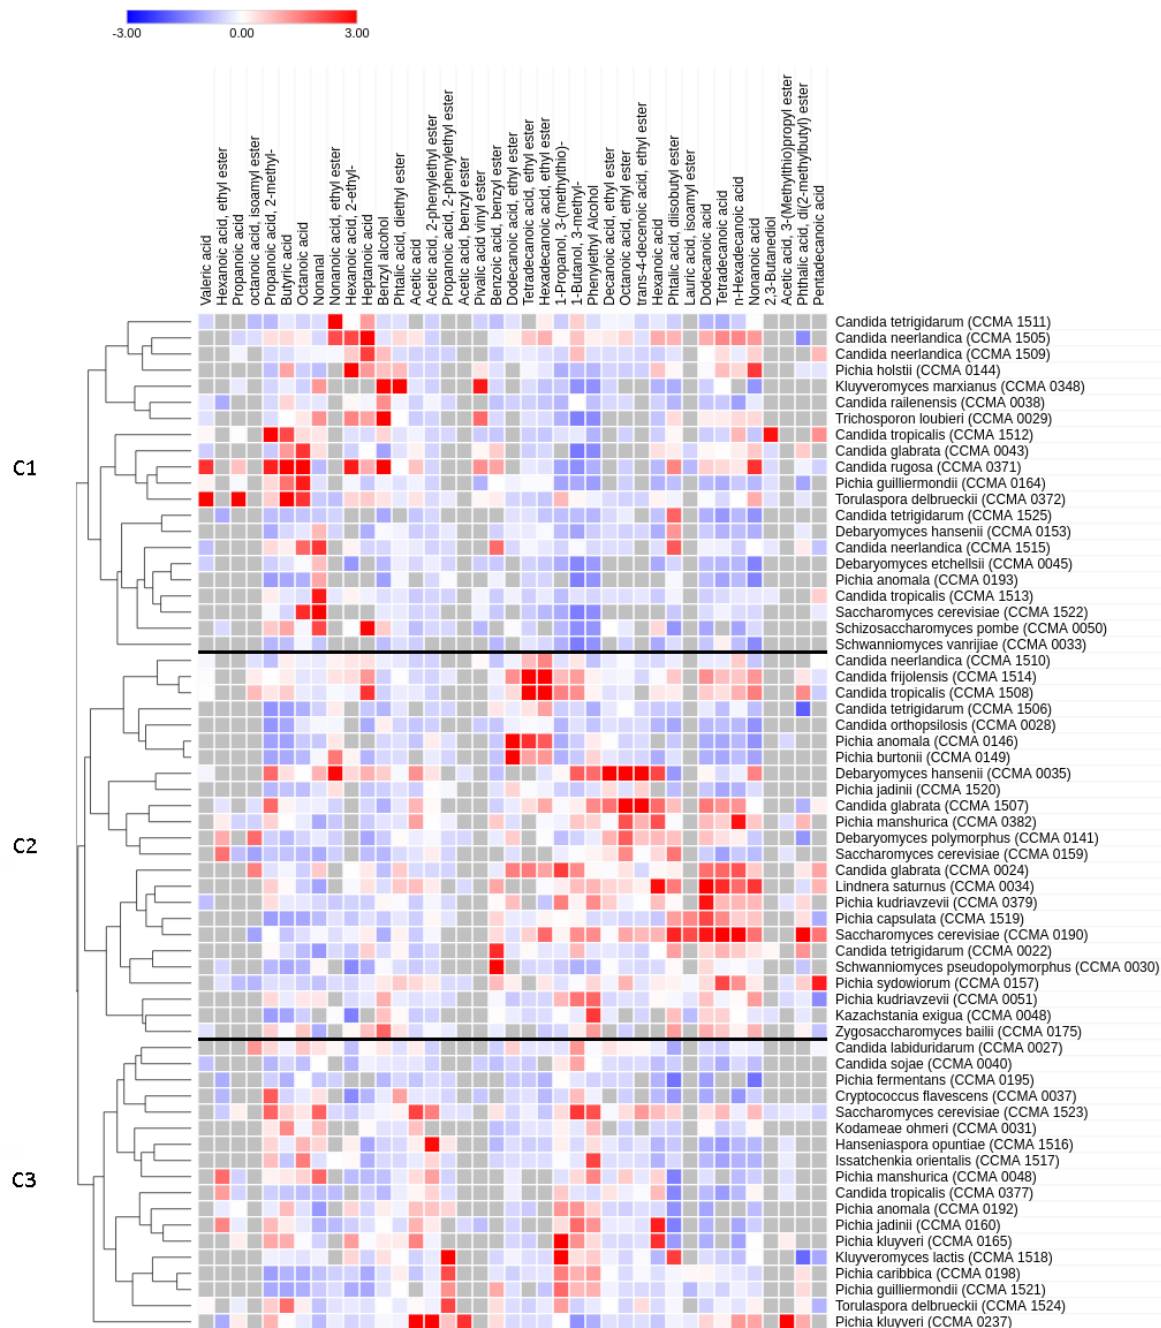 -3.00 0.00 3.00
Valeric acid
Hexanoic acid, ethyl ester
Propanoic acid
octanoic acid, isoamyl ester
Propanoic acid, 2-methyl-
Butyric acid
Octanoic acid
Nonanal
Nonanoic acid, ethyl ester
Hexanoic acid, 2-ethyl-
Heptanoic acid
Benzyl alcohol
Phtalic acid, diethyl ester
Acetic acid
Acetic acid, 2-phenylethyl ester
Propanoic acid, 2-phenylethyl ester
Acetic acid, benzyl ester
Pivalic acid vinyl ester
Benzoic acid, benzyl ester
Dodecanoic acid, ethyl ester
Tetradecanoic acid, ethyl ester
Hexadecanoic acid, ethyl ester
1-Propanol, 3-(methylthio)-
1-Butanol, 3-methyl-
Phenylethyl Alcohol
Decanoic acid, ethyl ester
Octanoic acid, ethyl ester
trans-4-decenoic acid, ethyl ester
Hexanoic acid
Phtalic acid, diisobutyl ester
Lauric acid, isoamyl ester
Dodecanoic acid
Tetradecanoic acid
n-Hexadecanoic acid
Nonanoic acid
2,3-Butanediol
Acetic acid, 3-(Methylthio)propyl ester
Phthalic acid, di(2-methylbutyl) ester
Pentadecanoic acid
Candida tetrigidarum (CCMA 1511)
Candida neerlandica (CCMA 1505)
Candida neerlandica (CCMA 1509)
Pichia holstii (CCMA 0144)
Kluyveromyces marxianus (CCMA 0348)
Candida railenensis (CCMA 0038)
Trichosporon loubieri (CCMA 0029)
Candida tropicalis (CCMA 1512)
Candida glabrata (CCMA 0043)
C1
Candida rugosa (CCMA 0371)
Pichia guilliermondii (CCMA 0164)
Torulaspora delbrueckii (CCMA 0372)
Candida tetrigidarum (CCMA 1525)
Debaryomyces hansenii (CCMA 0153)
Candida neerlandica (CCMA 1515)
Debaryomyces etchellsii (CCMA 0045)
Pichia anomala (CCMA 0193)
Candida tropicalis (CCMA 1513)
Saccharomyces cerevisiae (CCMA 1522)
Schizosaccharomyces pombe (CCMA 0050)
Schwanniomyces vanrijiae (CCMA 0033)
Candida neerlandica (CCMA 1510)
Candida frijolensis (CCMA 1514)
Candida tropicalis (CCMA 1508)
Candida tetrigidarum (CCMA 1506)
Candida orthopsilosis (CCMA 0028)
Pichia anomala (CCMA 0146)
Pichia burtonii (CCMA 0149)
Debaryomyces hansenii (CCMA 0035)
Pichia jadinii (CCMA 1520)
Candida glabrata (CCMA 1507)
Pichia manshurica (CCMA 0382)
Debaryomyces polymorphus (CCMA 0141)
C2
Saccharomyces cerevisiae (CCMA 0159)
Candida glabrata (CCMA 0024)
Lindnera saturnus (CCMA 0034)
Pichia kudriavzevii (CCMA 0379)
Pichia capsulata (CCMA 1519)
Saccharomyces cerevisiae (CCMA 0190)
Candida tetrigidarum (CCMA 0022)
Schwanniomyces pseudopolymorphus (CCMA 0030)
Pichia sydowiorum (CCMA 0157)
Pichia kudriavzevii (CCMA 0051)
Kazachstania exigua (CCMA 0048)
Zygosaccharomyces bailii (CCMA 0175)
Candida labiduridarum (CCMA 0027)
Candida sojae (CCMA 0040)
Pichia fermentans (CCMA 0195)
Cryptococcus flavescens (CCMA 0037)
Saccharomyces cerevisiae (CCMA 1523)
Kodameae ohmeri (CCMA 0031)
Hanseniaspora opuntiae (CCMA 1516)
Issatchenkia orientalis (CCMA 1517)
C3
Pichia manshurica (CCMA 0048)
Candida tropicalis (CCMA 0377)
Pichia anomala (CCMA 0192)
Pichia jadinii (CCMA 0160)
Pichia kluyveri (CCMA 0165)
Kluyveromyces lactis (CCMA 1518)
Pichia caribbica (CCMA 0198)
Pichia guilliermondii (CCMA 1521)
Torulaspora delbrueckii (CCMA 1524)
Pichia kluyveri (CCMA 0237)